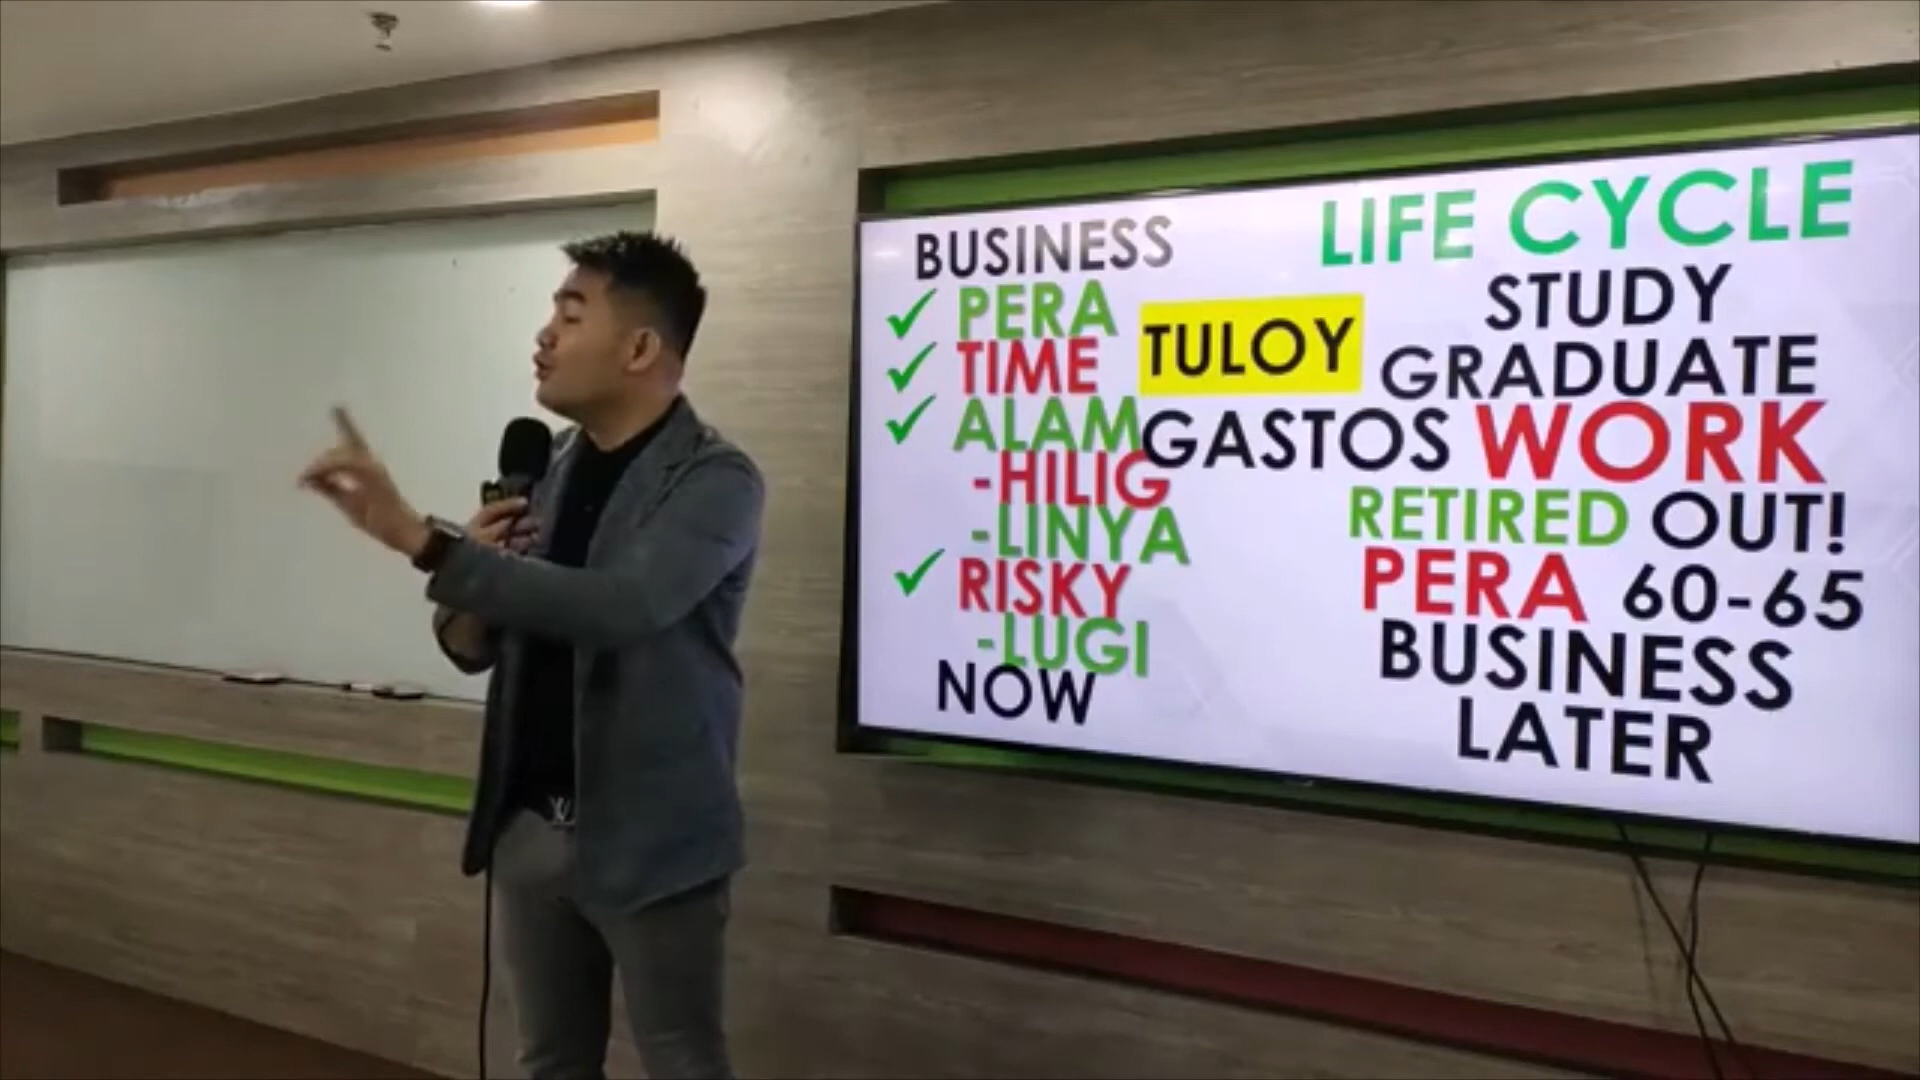 BUSINESS
✓ PERA
✓ TIME
✓ ALAM
-HILIG
-LINYA
✓ RISKY
-LUGI
NOW
TULOY
GASTOS
LIFE CYCLE
STUDY
GRADUATE
WORK
RETIRED OUT!
PERA 60-65
BUSINESS
LATER